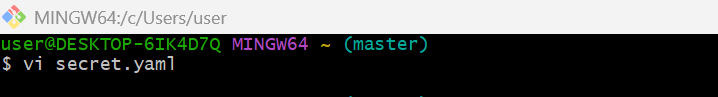 MINGW64:/c/Users/user
user@DESKTOP-6IK4D7Q MINGW64 ~ (master)
$ vi secret.yaml